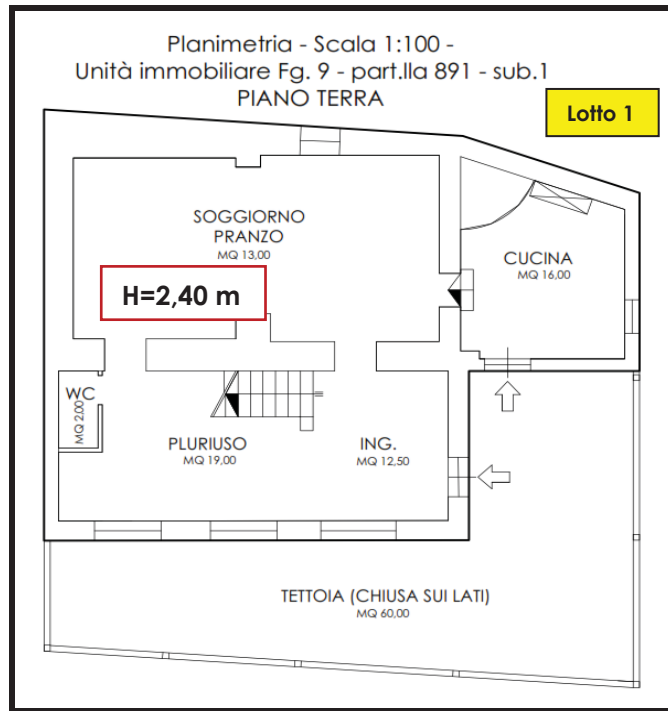 Planimetria - Scala 1:100 -
Unità immobiliare Fg. 9 - part.lla 891 - sub.1
PIANO TERRA
Lotto 1
SOGGIORNO
PRANZO
MQ 13,00
CUCINA
MQ 16,00
H=2,40 m
WC
MQ 2,00
PLURIUSO
MQ 19,00
ING.
MQ 12,50
TETTOIA (CHIUSA SUI LATI)
MQ 60,00